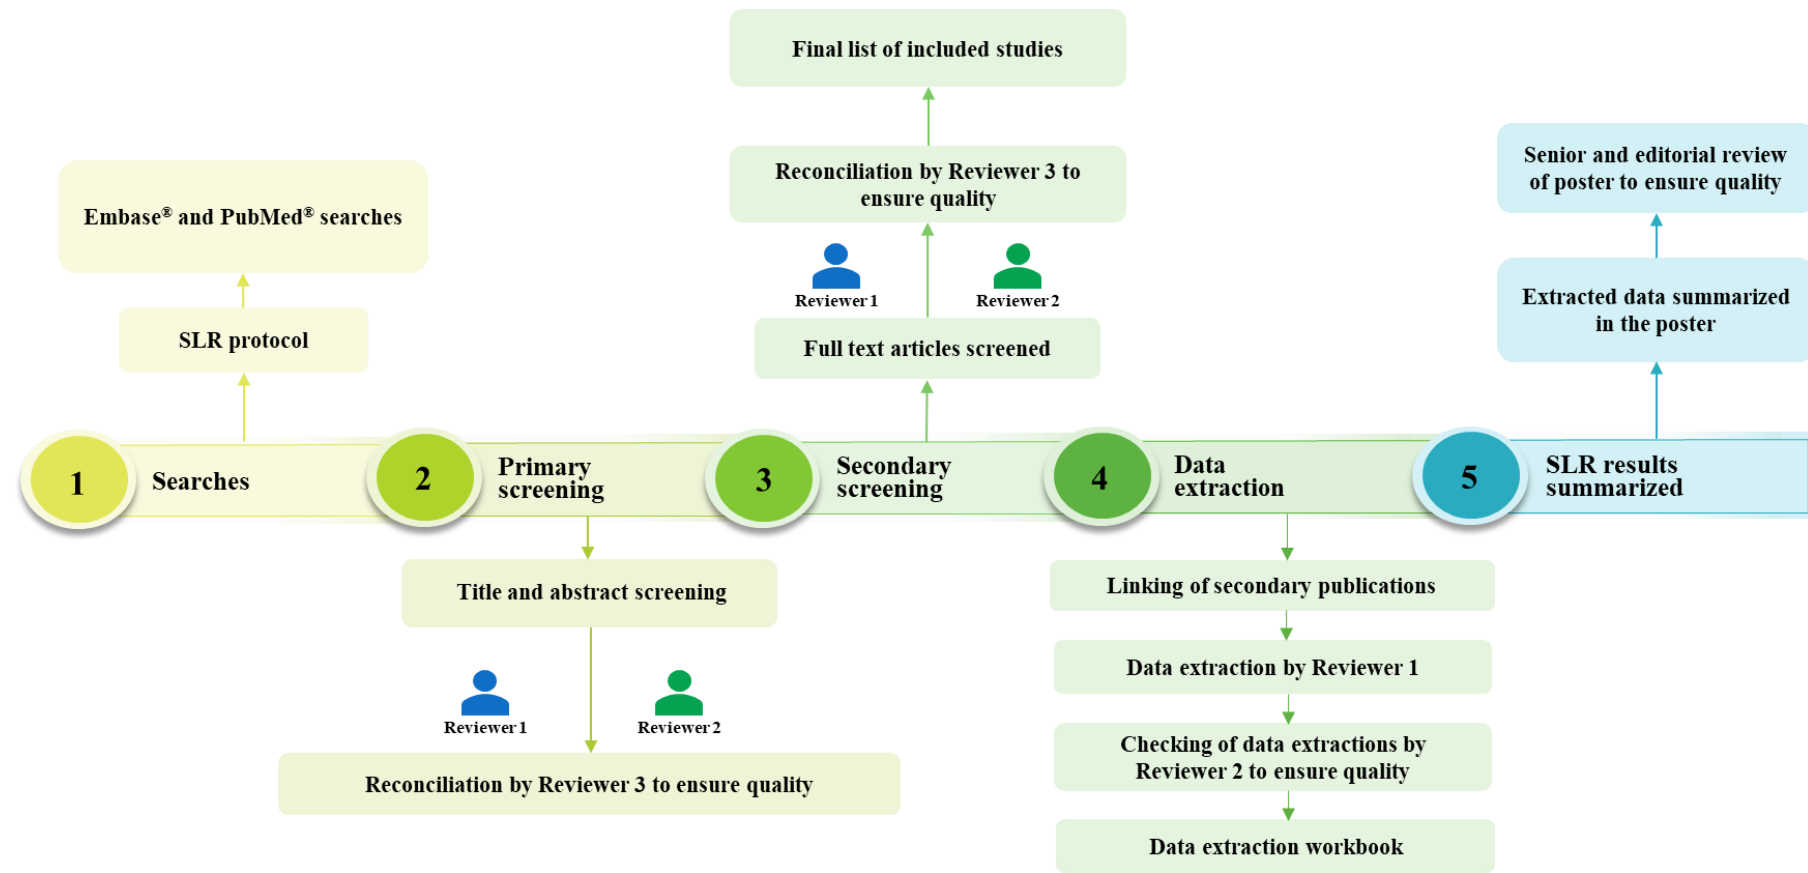 Final list of included studies
Reconciliation by Reviewer 3 to
ensure quality
Reviewer 1
Reviewer 2
Full text articles screened
Embase® and PubMed® searches
SLR protocol
Senior and editorial review
of poster to ensure quality
Extracted data summarized
in the poster
1
Searches
2
Primary
screening
3
Secondary
screening
4
Data
extraction
5
SLR results
summarized
Title and abstract screening
Reviewer 1
Reviewer 2
Reconciliation by Reviewer 3 to ensure quality
Linking of secondary publications
Data extraction by Reviewer 1
Checking of data extractions by
Reviewer 2 to ensure quality
Data extraction workbook